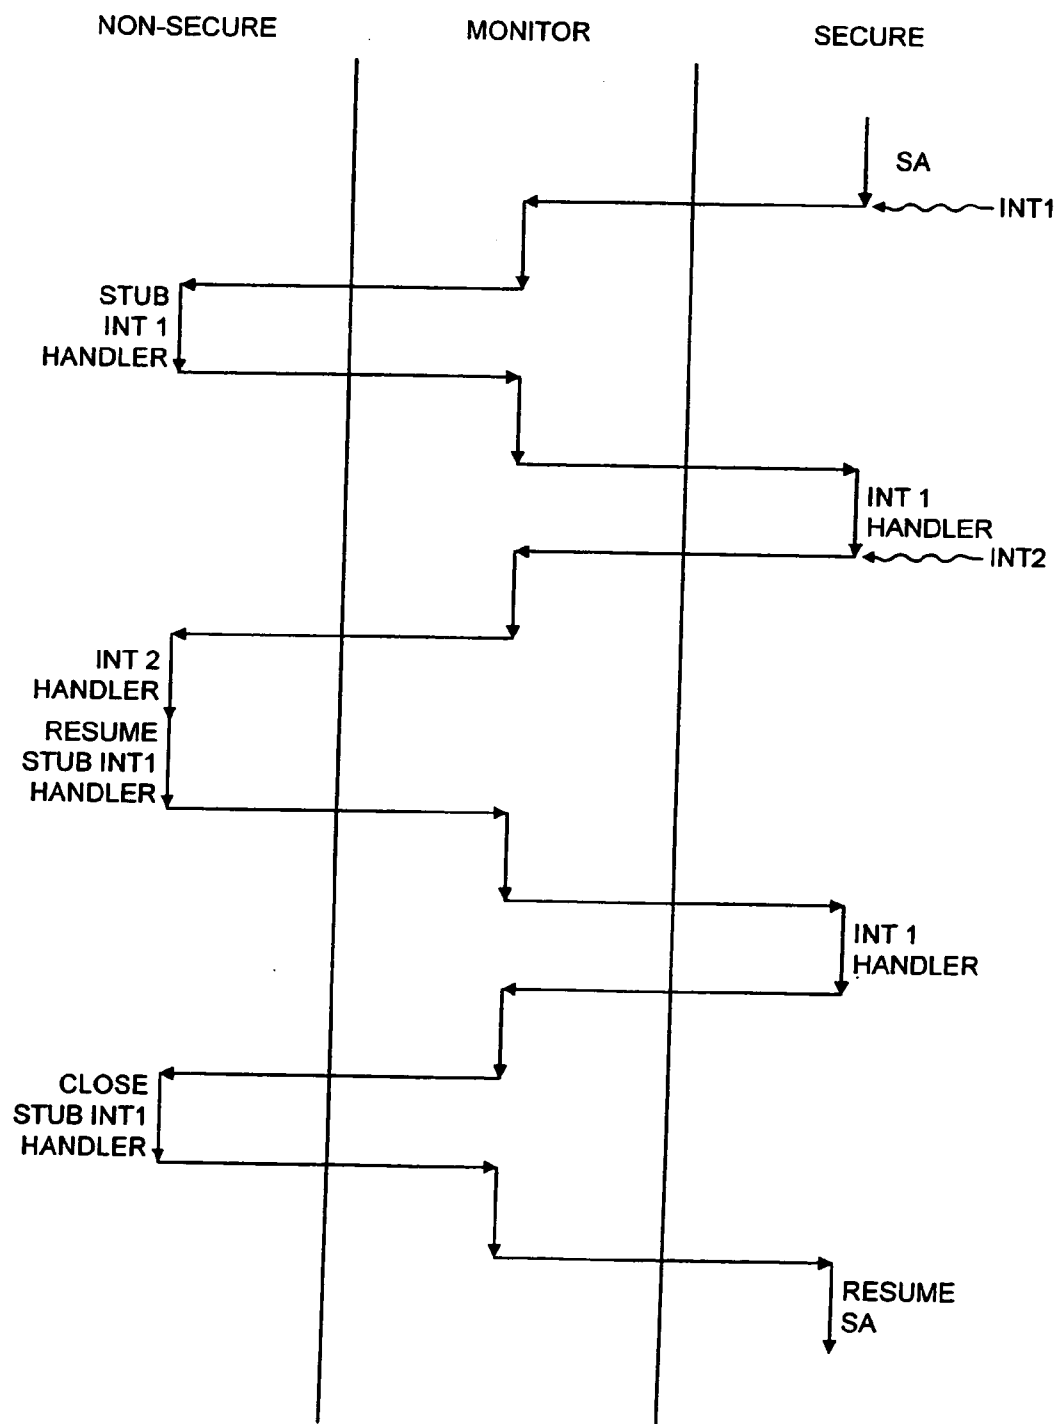 NON-SECURE
MONITOR
SECURE
SA
INT1
STUB
INT 1
HANDLER
INT 1
HANDLER
INT2
INT 2
HANDLER
RESUME
STUB INT1
HANDLER
INT 1
HANDLER
CLOSE
STUB INT1
HANDLER
RESUME
SA